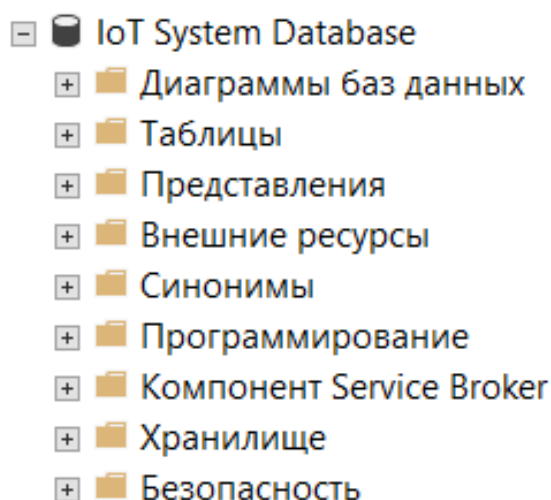 IoT System Database
Диаграммы баз данных
Таблицы
Представления
Внешние ресурсы
Синонимы
Программирование
Компонент Service Broker
Хранилище
Безопасность